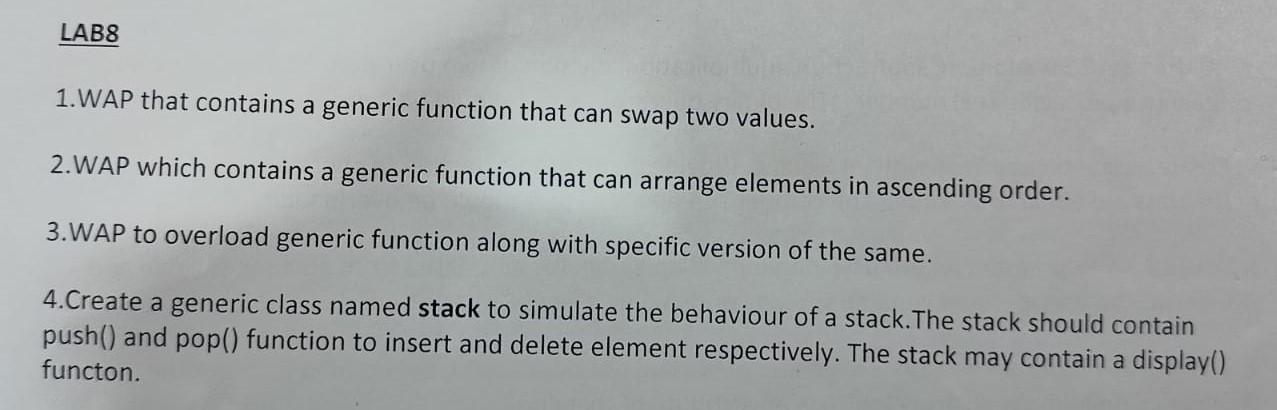 LAB8
1.WAP that contains a generic function that can swap two values.
2.WAP which contains a generic function that can arrange elements in ascending order.
3.WAP to overload generic function along with specific version of the same.
4.Create a generic class named stack to simulate the behaviour of a stack.The stack should contain
push() and pop() function to insert and delete element respectively. The stack may contain a display()
functon.